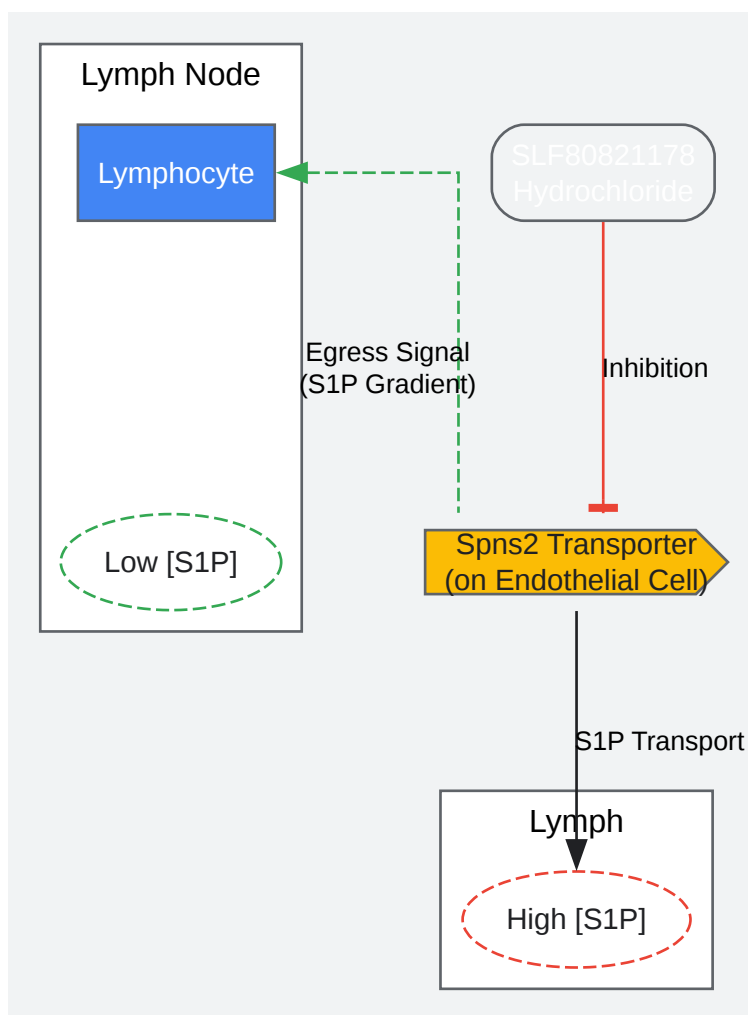 Lymph Node
Lymphocyte
SLF80821178
Hydrochloride
Egress Signal
(S1P Gradient)
Inhibition
Low [S1P]
Spns2 Transporter
(on Endothelial Cell)
S1P Transport
Lymph
High [S1P]